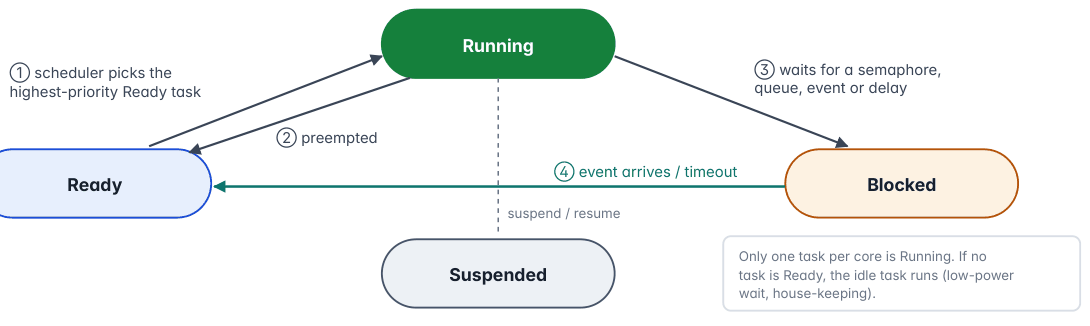 Running
① scheduler picks the
highest-priority Ready task
③ waits for a semaphore,
queue, event or delay
② preempted
④ event arrives / timeout
Ready
Blocked
suspend / resume
Suspended
Only one task per core is Running. If no
task is Ready, the idle task runs (low-power
wait, house-keeping).